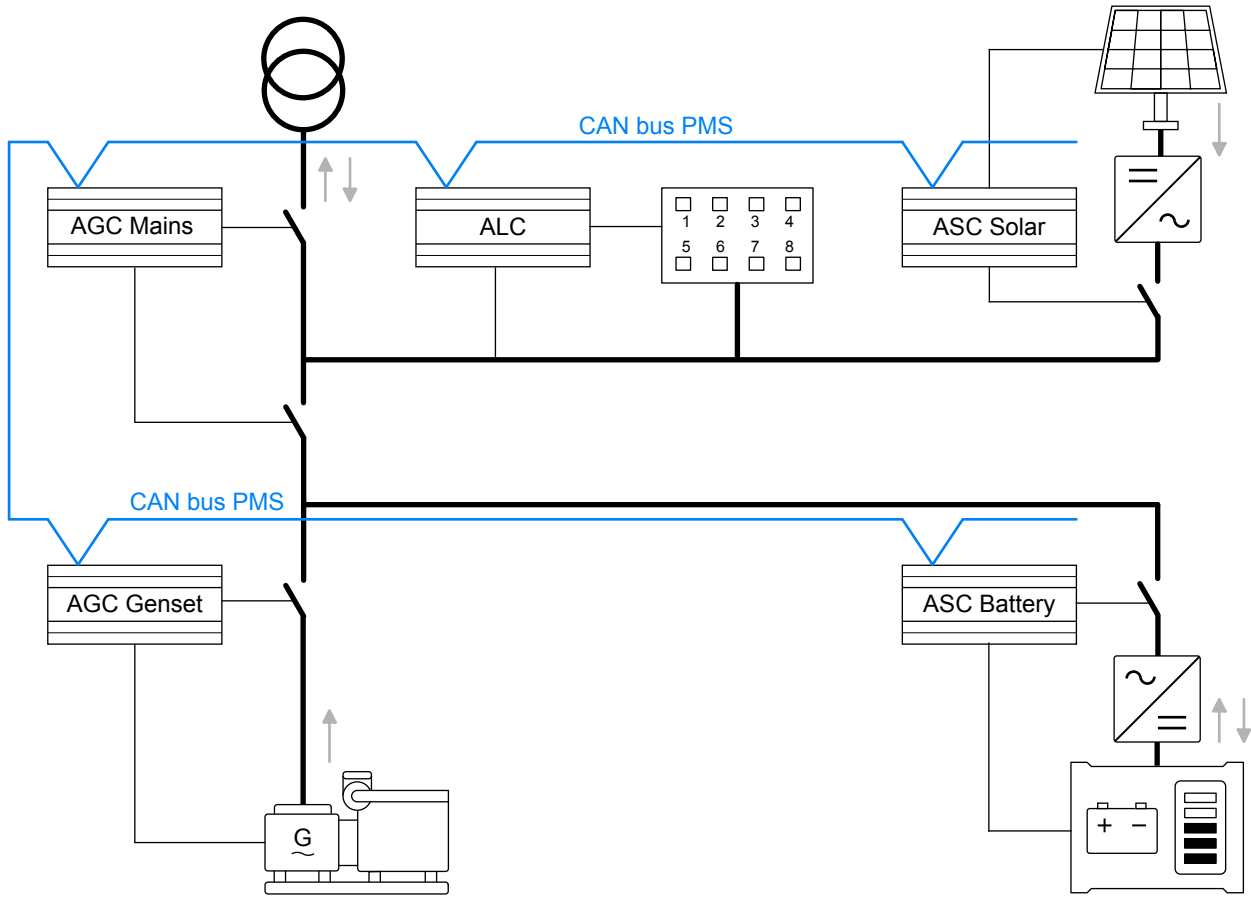 CAN bus PMS
AGC Mains
ALC
1 2 3 4
5 6 7 8
ASC Solar
CAN bus PMS
AGC Genset
ASC Battery
G
+ −